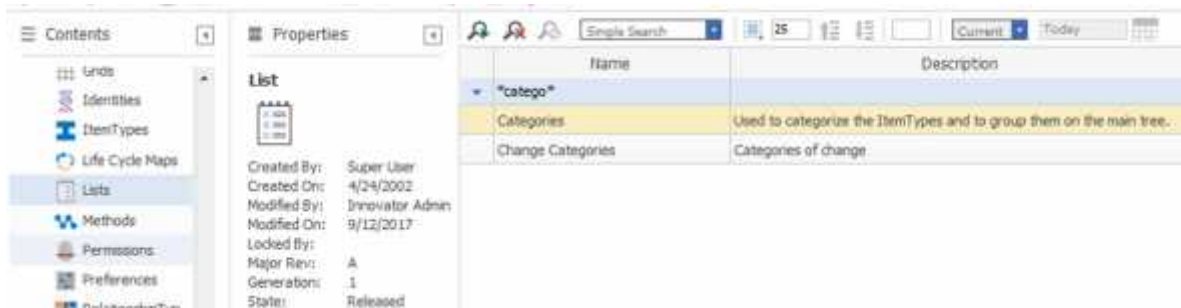 Contents
Grids
Identities
ItemTypes
Life Cycle Maps
Lists
Methods
Permissions
Preferences
Properties
List
Created By: Super User
Created On: 4/24/2002
Modified By: Innovator Admin
Modified On: 9/12/2017
Locked By:
Major Rev: A
Generation: 1
State: Released
Single Search 25 Current Today
Name Description
*catego*
Categories Used to categorize the ItemTypes and to group them on the main tree.
Change Categories Categories of change